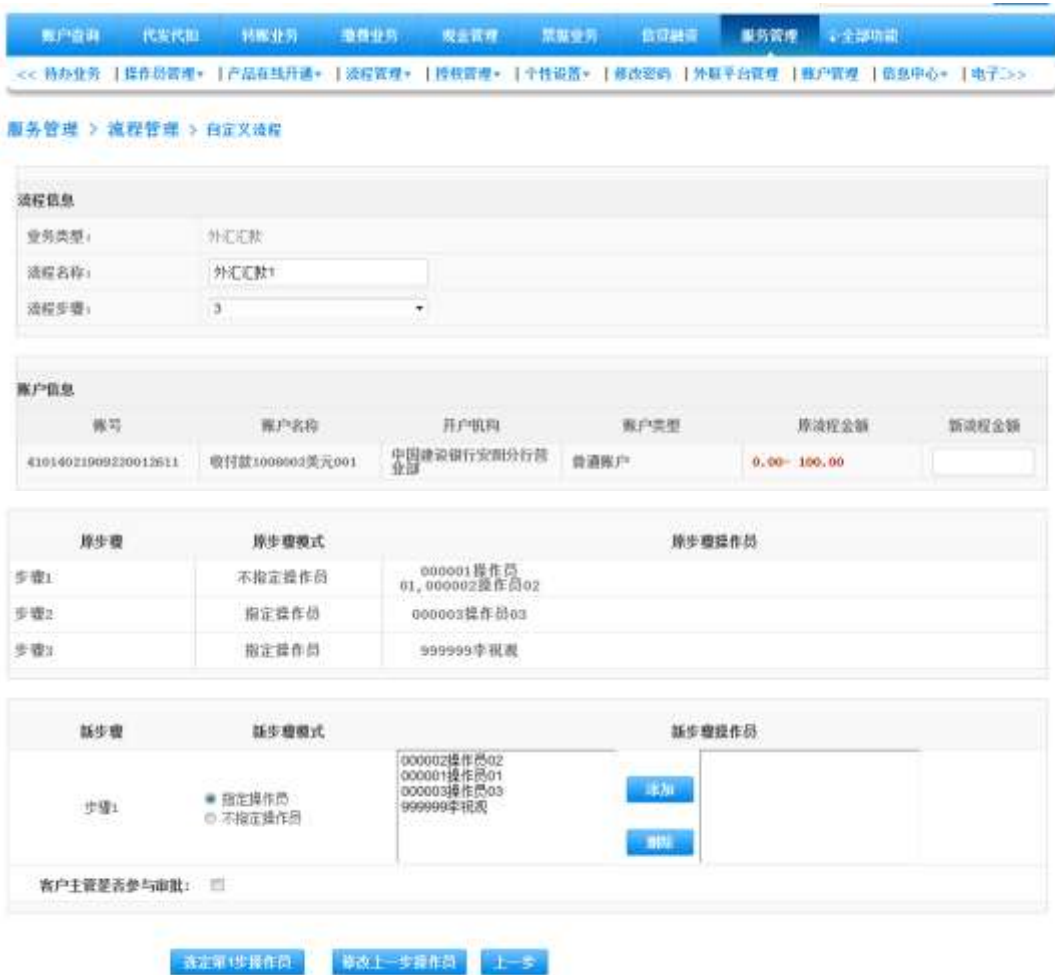 账户查询 代发代扣 转账业务 缴费业务 现金管理 票据业务 信贷融资 服务管理 全部功能
<< 待办业务 | 操作员管理 | 产品在线开通 | 流程管理 | 授权管理 | 个性设置 | 修改密码 | 外联平台管理 | 账户管理 | 信息中心 | 电子 >>
服务管理 > 流程管理 > 自定义流程
流程信息
业务类型: 外汇汇款
流程名称: 外汇汇款1
流程步骤: 3
账户信息
账号 账户名称 开户机构 账户类型 原流程金额 新流程金额
41014021909220012611 收付款1008002美元001 中国建设银行安阳分行营业部 普通账户 0.00- 100.00
原步骤 原步骤模式 原步骤操作员
步骤1 不指定操作员 000001操作员
01,000002操作员02
步骤2 指定操作员 000003操作员03
步骤3 指定操作员 999999李祝观
新步骤 新步骤模式 新步骤操作员
000002操作员02
000001操作员01
000003操作员03
999999李祝观
步骤1
指定操作员
不指定操作员
添加
删除
客户主管是否参与审批:
选定第1步操作员 修改上一步操作员 上一步